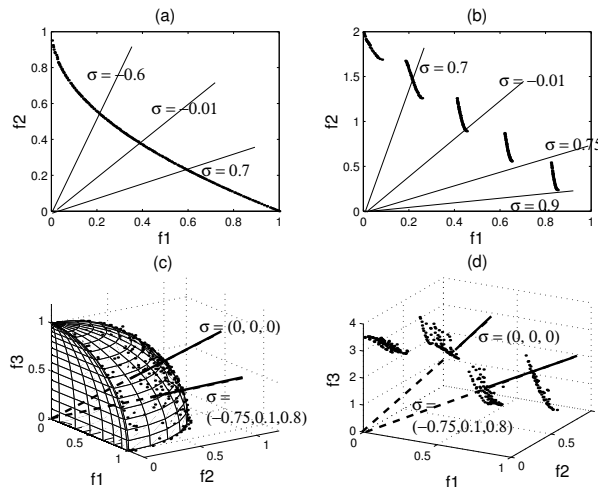 (a)
1
0.8
0.6
0.4
0.2
0
f2
σ = −0.6
σ = −0.01
σ = 0.7
0 0.2 0.4 0.6 0.8 1
f1
(b)
2
1.5
1
0.5
0
f2
σ = 0.7
σ = −0.01
σ = 0.75
σ = 0.9
0 0.2 0.4 0.6 0.8 1
f1
(c)
1
0.5
0
f3
σ = (0, 0, 0)
σ =
(−0.75,0.1,0.8)
0.5
1
f1
0
0.5
1
f2
(d)
4
3
2
1
0
f3
σ = (0, 0, 0)
σ =
(−0.75,0.1,0.8)
0
0.5
1
f1
0
0.5
f2